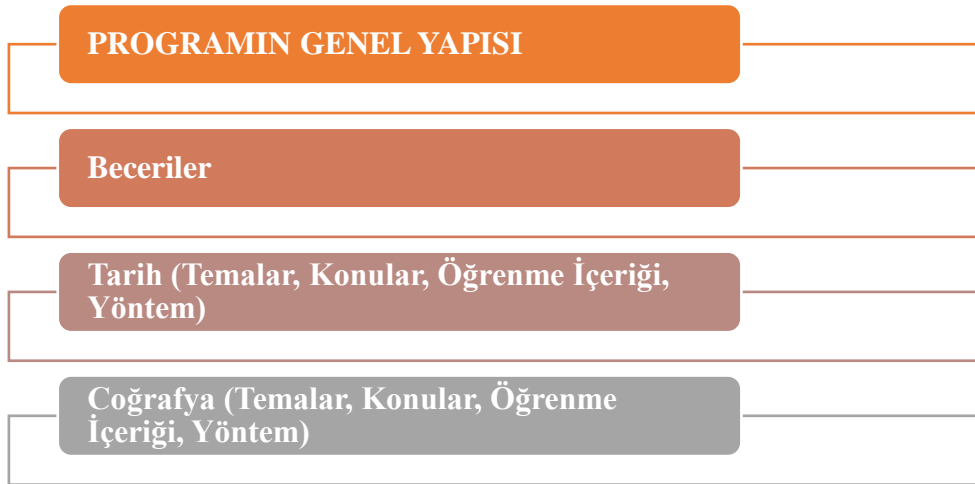 PROGRAMIN GENEL YAPISI
Beceriler
Tarih (Temalar, Konular, Öğrenme İçeriği,
Yöntem)
Coğrafya (Temalar, Konular, Öğrenme
İçeriği, Yöntem)